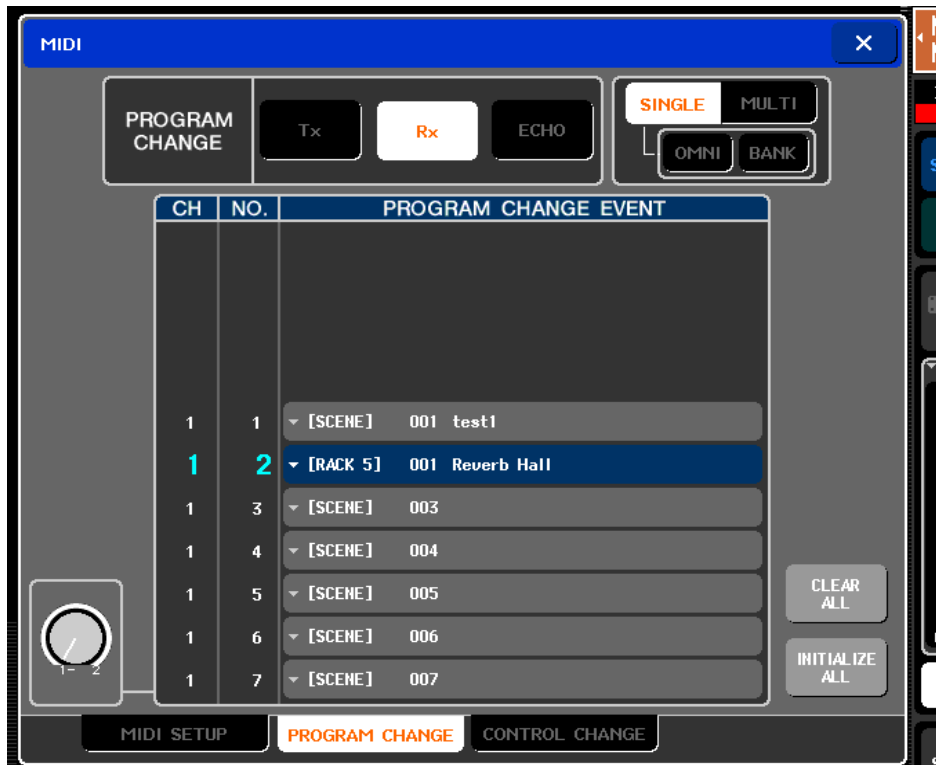 MIDI
PROGRAM
CHANGE
Tx
Rx
ECHO
SINGLE
MULTI
OMNI
BANK
CH NO. PROGRAM CHANGE EVENT
1 1 [SCENE] 001 test1
1 2 [RACK 5] 001 Reverb Hall
1 3 [SCENE] 003
1 4 [SCENE] 004
1 5 [SCENE] 005
1 6 [SCENE] 006
1 7 [SCENE] 007
CLEAR
ALL
INITIALIZE
ALL
1- 2
MIDI SETUP
PROGRAM CHANGE
CONTROL CHANGE